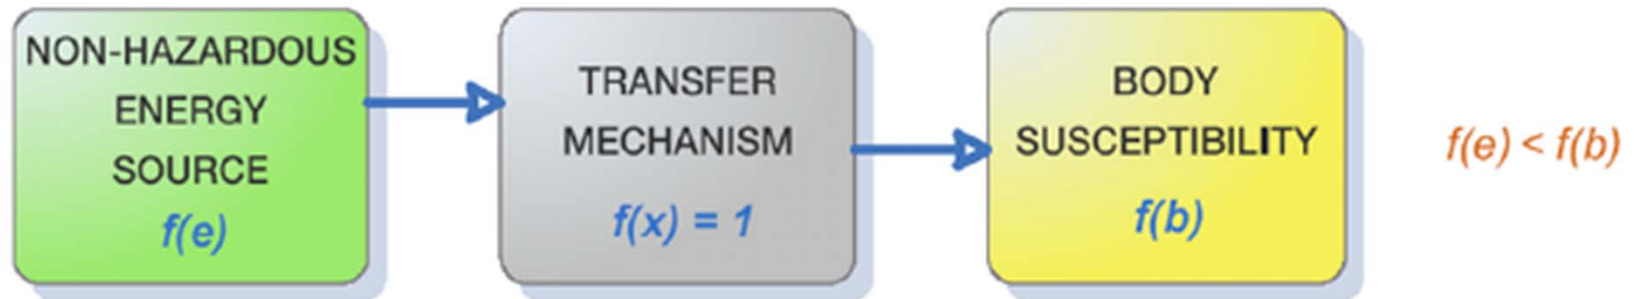 NON-HAZARDOUS
ENERGY
SOURCE
f(e)
TRANSFER
MECHANISM
f(x) = 1
BODY
SUSCEPTIBILITY
f(b)
f(e) < f(b)